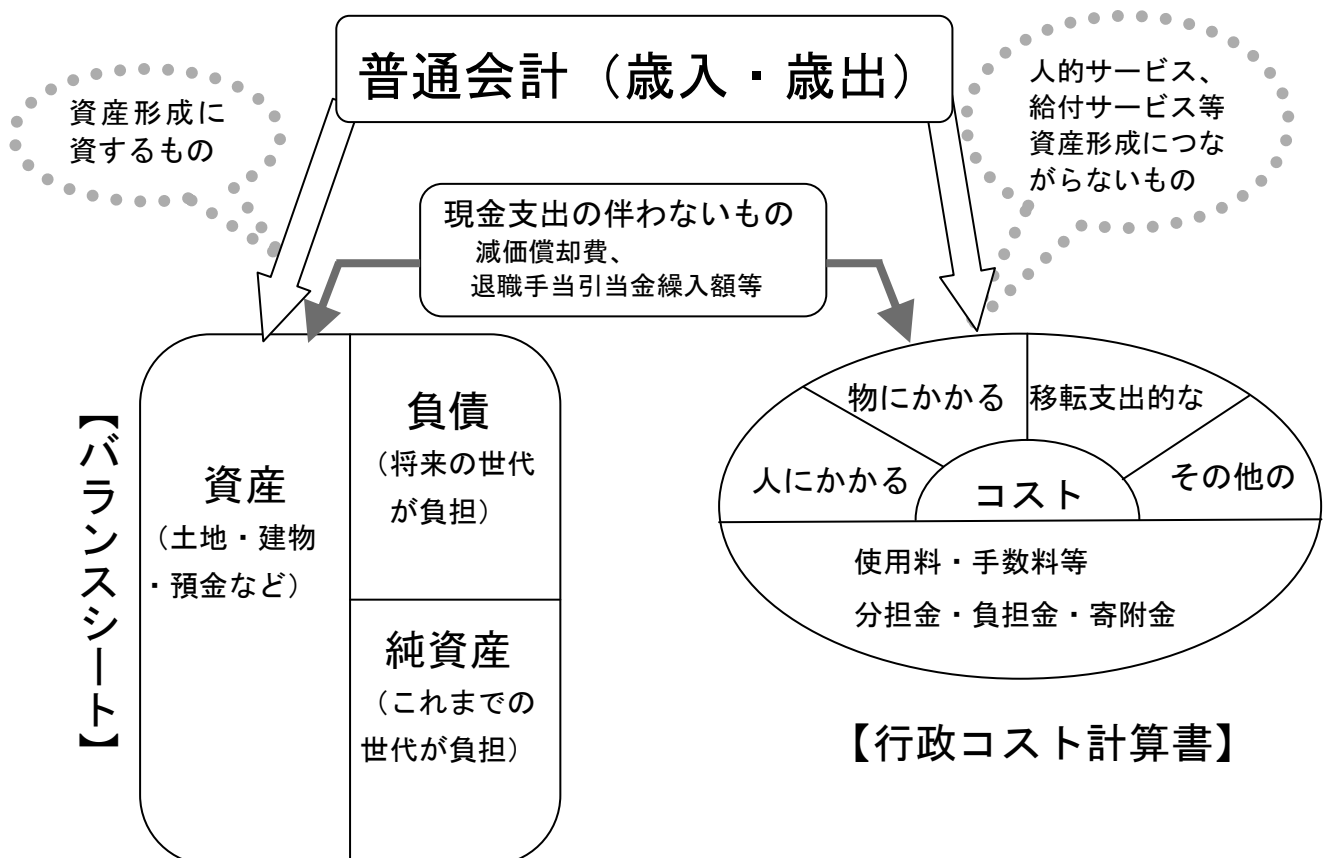 普通会計（歳入・歳出）
資産形成に
資するもの
人的サービス、
給付サービス等
資産形成につな
がらないもの
現金支出の伴わないもの
減価償却費、
退職手当引当金繰入額等
【バランスシート】
資産
（土地・建物
・預金など）
負債
（将来の世代
が負担）
純資産
（これまでの
世代が負担）
物にかかる
移転支出的な
人にかかる
コスト
その他の
使用料・手数料等
分担金・負担金・寄附金
【行政コスト計算書】